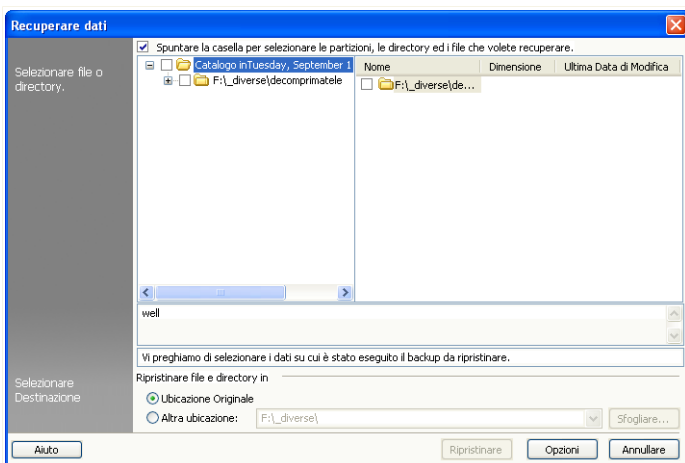 Recuperare dati
Spuntare la casella per selezionare le partizioni, le directory ed i file che volete recuperare.
Selezionare file o
directory.
Catalogo inTuesday, September 1
F:\_diverse\decomprimatele
Nome Dimensione Ultima Data di Modifica
F:\_diverse\de...
well
Vi preghiamo di selezionare i dati su cui è stato eseguito il backup da ripristinare.
Selezionare
Destinazione
Ripristinare file e directory in
Ubicazione Originale
Altra ubicazione: F:\_diverse\ Sfogliare...
Aiuto Ripristinare Opzioni Annullare